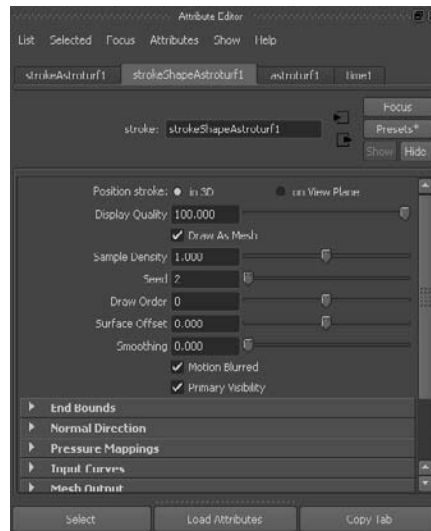 Attribute Editor
List Selected Focus Attributes Show Help
strokeAstroturf1 strokeShapeAstroturf1 astroturf1 time1
Focus
stroke: strokeShapeAstroturf1 Presets*
Show Hide
Position stroke: in 3D on View Plane
Display Quality 100.000
Draw As Mesh
Sample Density 1.000
Seed 2
Draw Order 0
Surface Offset 0.000
Smoothing 0.000
Motion Blurred
Primary Visibility
End Bounds
Normal Direction
Pressure Mappings
Input Curves
Mesh Output
Select Load Attributes Copy Tab